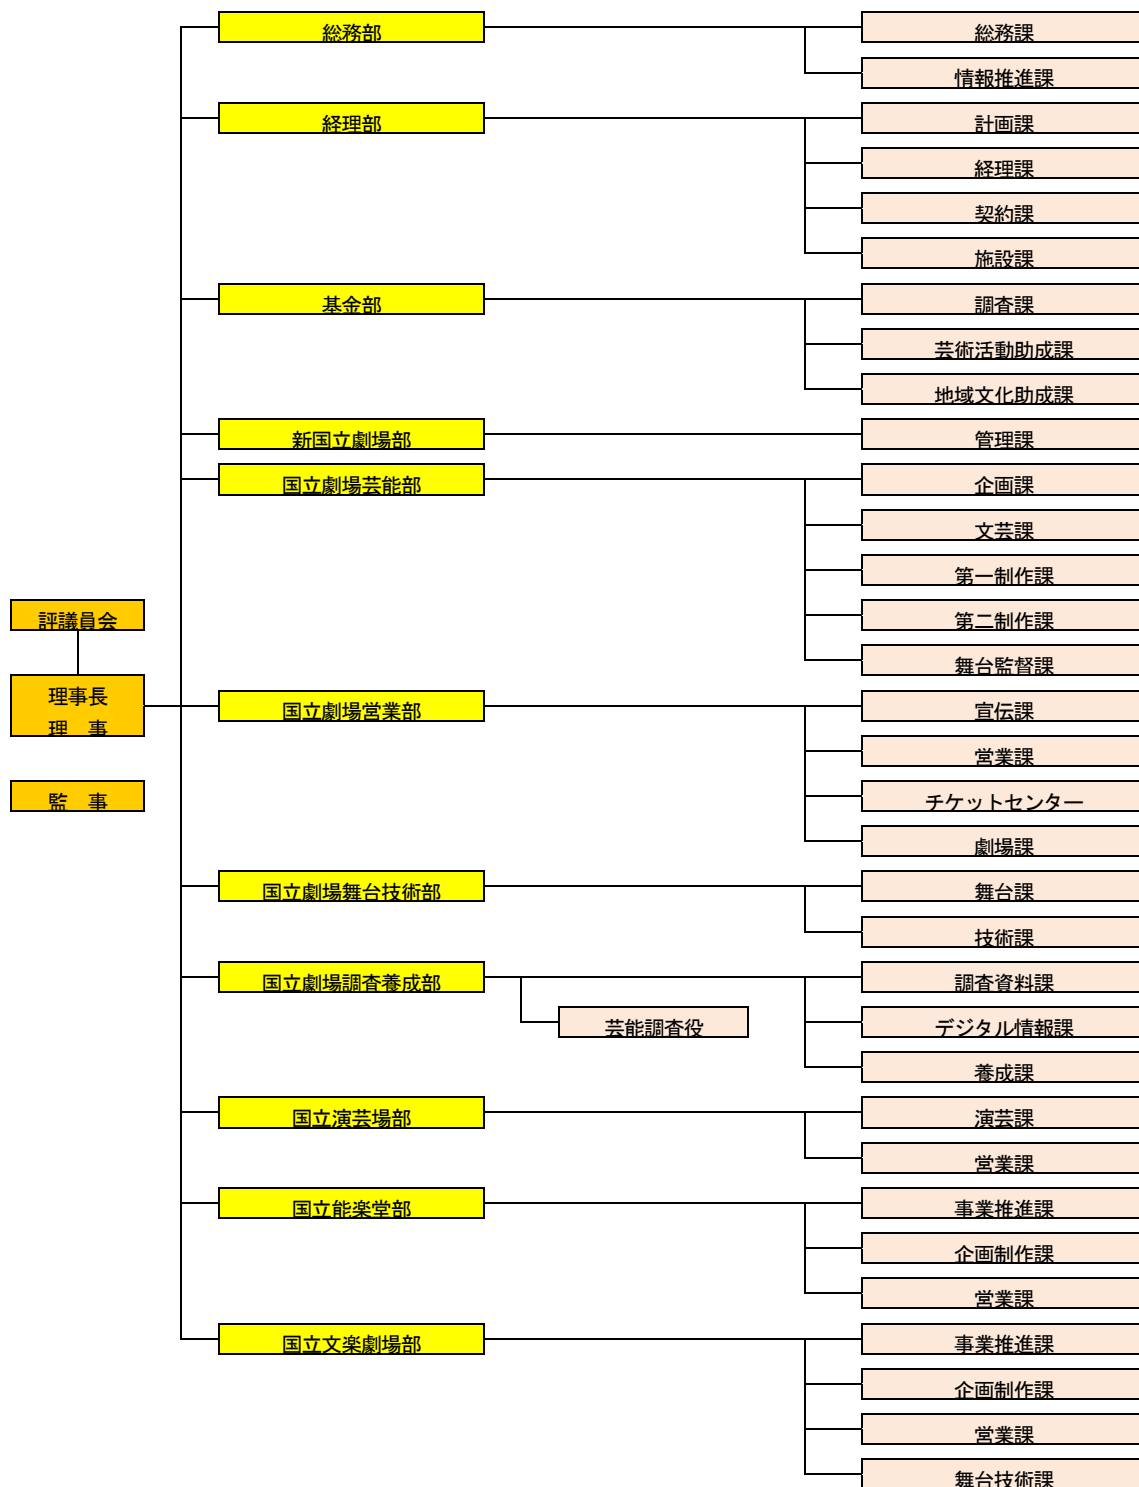 総務部
総務課
情報推進課
経理部
計画課
経理課
契約課
施設課
基金部
調査課
芸術活動助成課
地域文化助成課
新国立劇場部
管理課
国立劇場芸能部
企画課
文芸課
第一制作課
第二制作課
舞台監督課
評議員会
理事長
理　事
監　事
国立劇場営業部
宣伝課
営業課
チケットセンター
劇場課
国立劇場舞台技術部
舞台課
技術課
国立劇場調査養成部
芸能調査役
調査資料課
デジタル情報課
養成課
国立演芸場部
演芸課
営業課
国立能楽堂部
事業推進課
企画制作課
営業課
国立文楽劇場部
事業推進課
企画制作課
営業課
舞台技術課